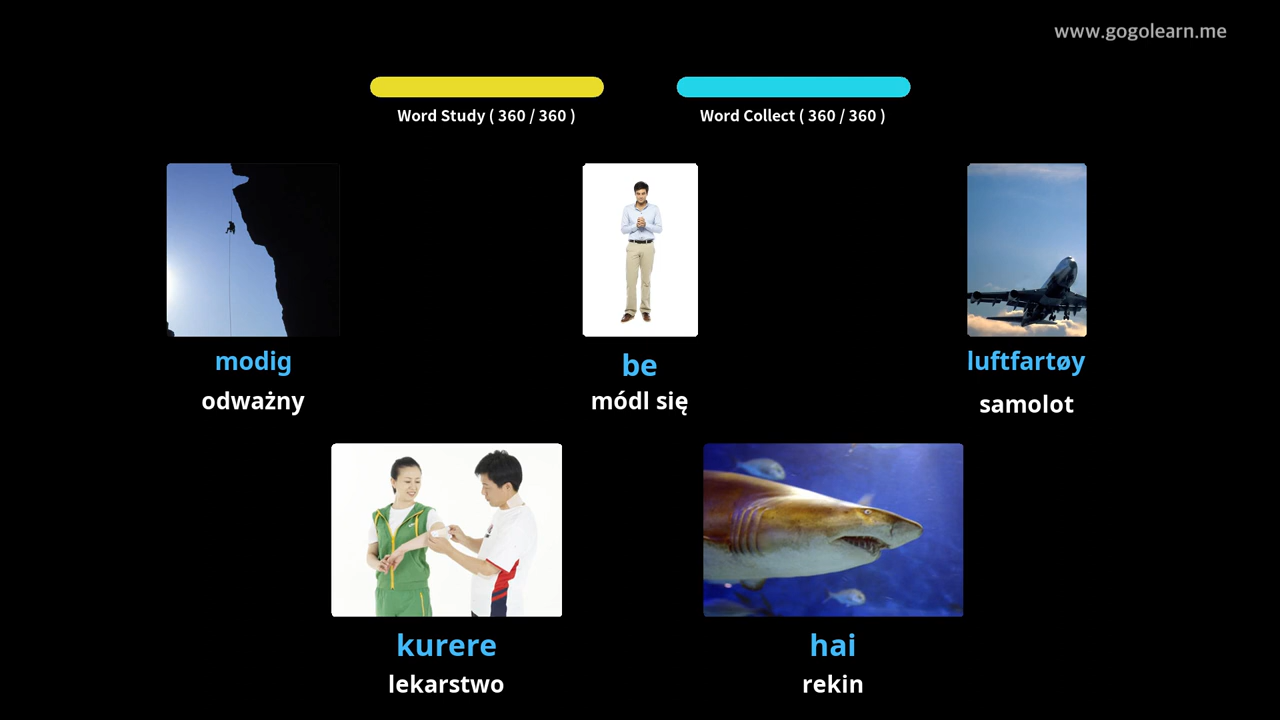 www.gogolearn.me
Word Study ( 360 / 360 )
Word Collect ( 360 / 360 )
modig
odważny
be
módl się
luftfartøy
samolot
kurere
lekarstwo
hai
rekin